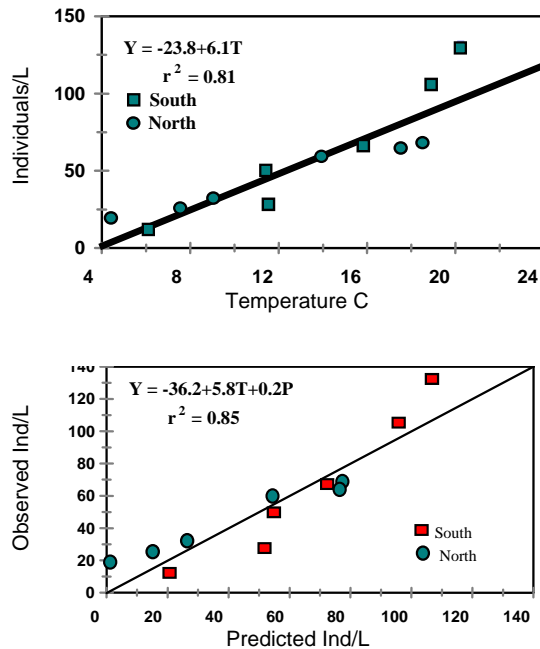 150
Y = -23.8+6.1T
r² = 0.81
South
North
100
50
0
Individuals/L
4 8 12 16 20 24
Temperature C
140
Y = -36.2+5.8T+0.2P
r² = 0.85
120
100
80
60
40
20
0
Observed Ind/L
South
North
0 20 40 60 80 100 120 140
Predicted Ind/L